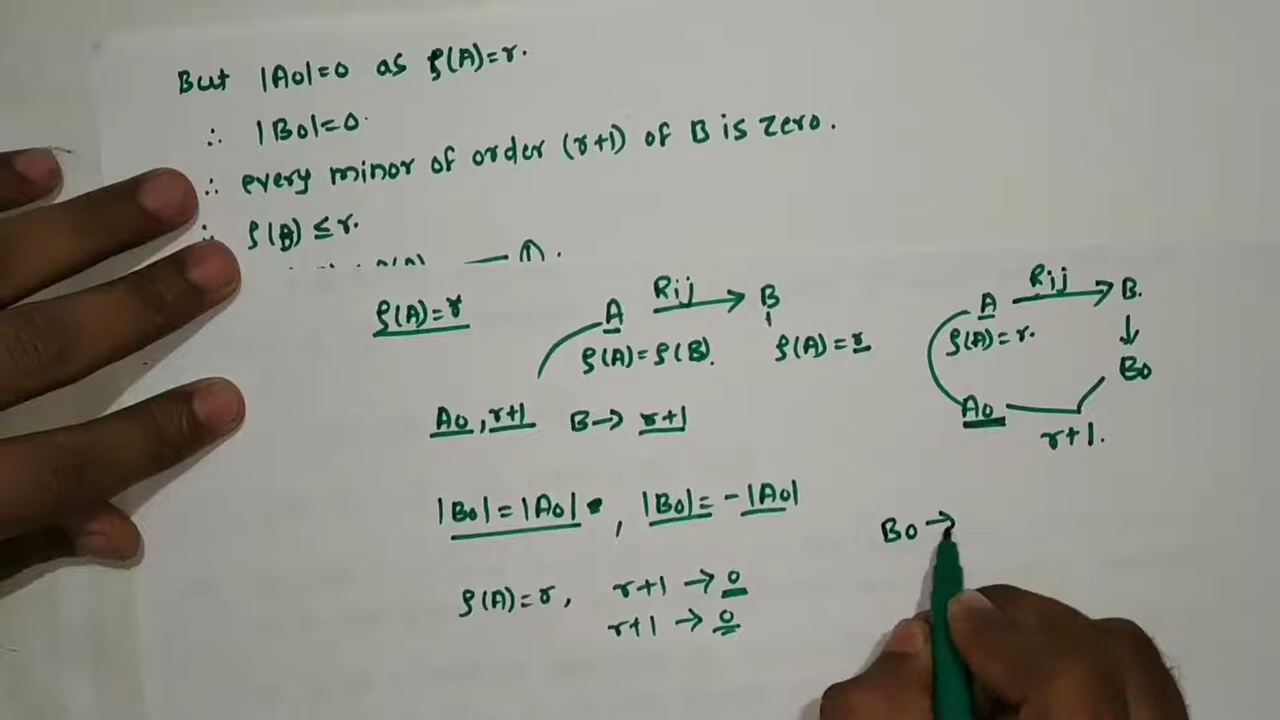 But |A0|=0 as ρ(A)=r.
∴ |B0|=0.
∴ every minor of order (r+1) of B is zero.
∴ ρ(B) ≤ r.
ρ(A)=r
A Rij → B
ρ(A)=ρ(B). ρ(A)=r
A0, r+1 B→ r+1
|B0|=|A0|, |B0|= -|A0|
ρ(A)=r, r+1 → 0
r+1 → 0
A Rij → B.
ρ(A)=r. ↓
B0
A0
r+1.
B0 →